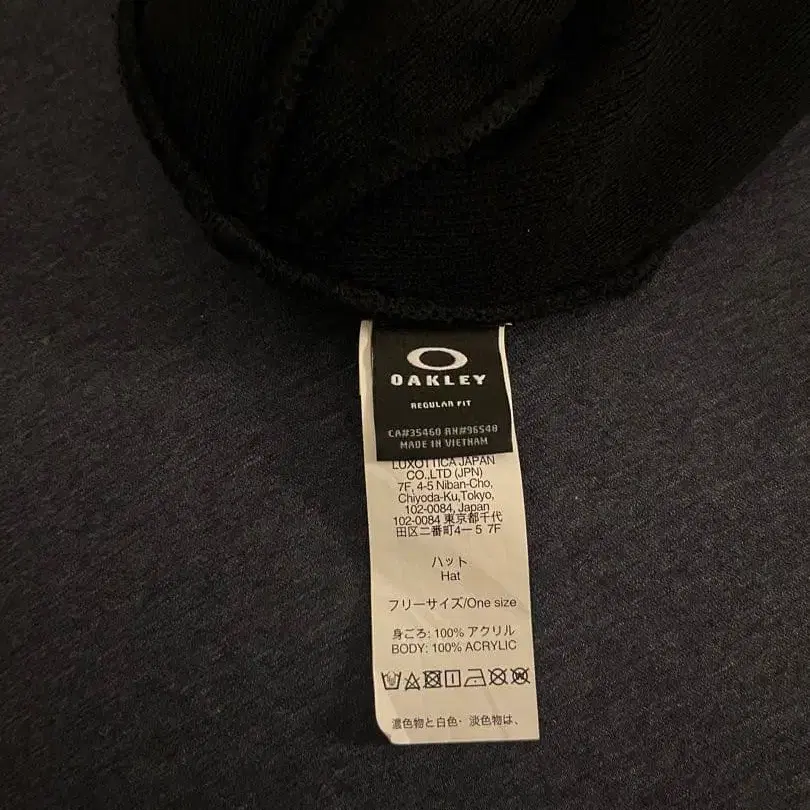 OAKLEY
REGULAR FIT
CA#35460 RN#96548
MADE IN VIETNAM
LUXOTTICA JAPAN
CO.,LTD (JPN)
7F, 4-5 Niban-Cho,
Chiyoda-Ku,Tokyo,
102-0084, Japan
102-0084 東京都千代
田区二番町4ー5 7F
ハット
Hat
フリーサイズ/One size
身ごろ: 100% アクリル
BODY: 100% ACRYLIC
濃色物と白色・淡色物は、